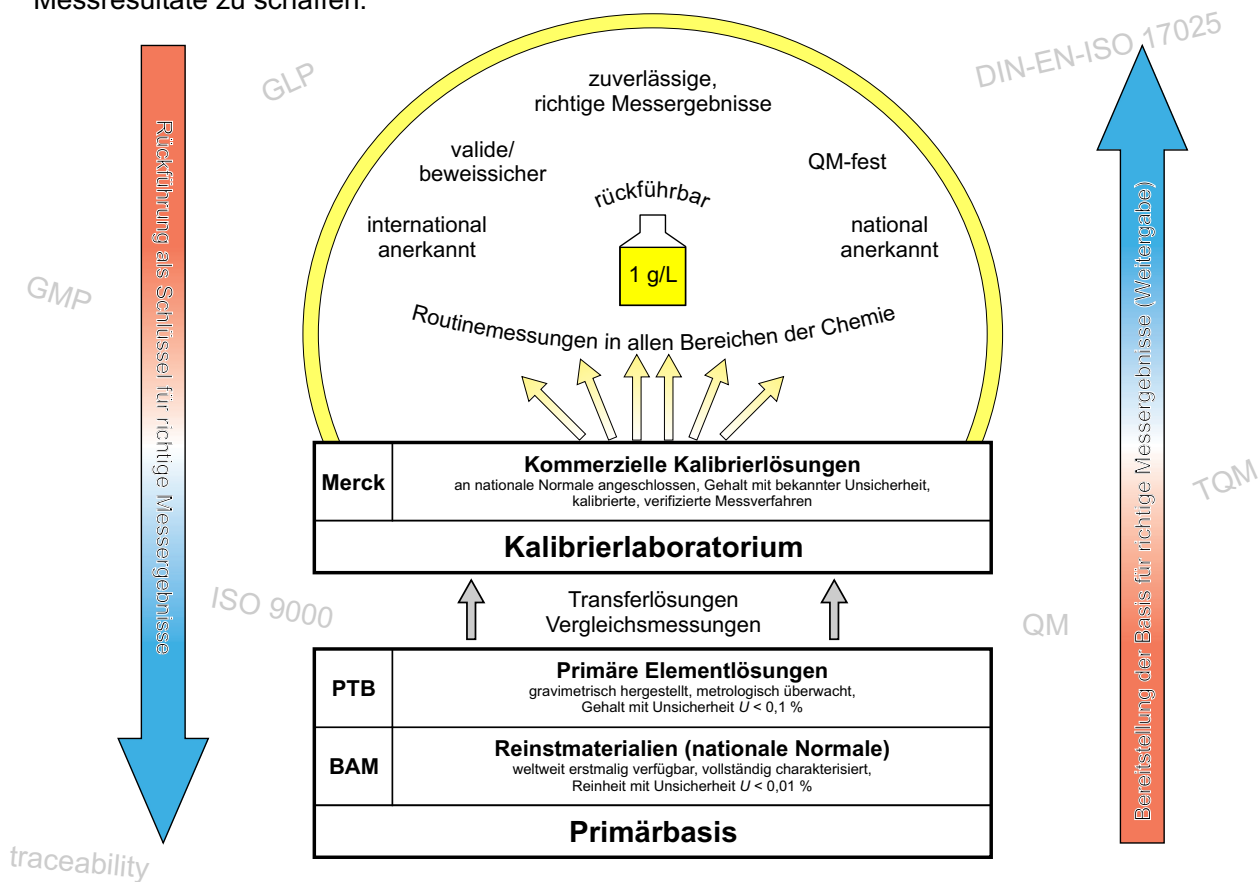 Messresultate zu schaffen.
GLP
DIN-EN-ISO 17025
zuverlässige,
richtige Messergebnisse
valide/
beweissicher
QM-fest
rückführbar
international
anerkannt
national
anerkannt
1 g/L
GMP
Routinemessungen in allen Bereichen der Chemie
Rückführung als Schlüssel für richtige Messergebnisse
Bereitstellung der Basis für richtige Messergebnisse (Weitergabe)
Merck
Kommerzielle Kalibrierlösungen
an nationale Normale angeschlossen, Gehalt mit bekannter Unsicherheit,
kalibrierte, verifizierte Messverfahren
TQM
Kalibrierlaboratorium
ISO 9000
Transferlösungen
Vergleichsmessungen
QM
PTB
Primäre Elementlösungen
gravimetrisch hergestellt, metrologisch überwacht,
Gehalt mit Unsicherheit U < 0,1 %
BAM
Reinstmaterialien (nationale Normale)
weltweit erstmalig verfügbar, vollständig charakterisiert,
Reinheit mit Unsicherheit U < 0,01 %
Primärbasis
traceability